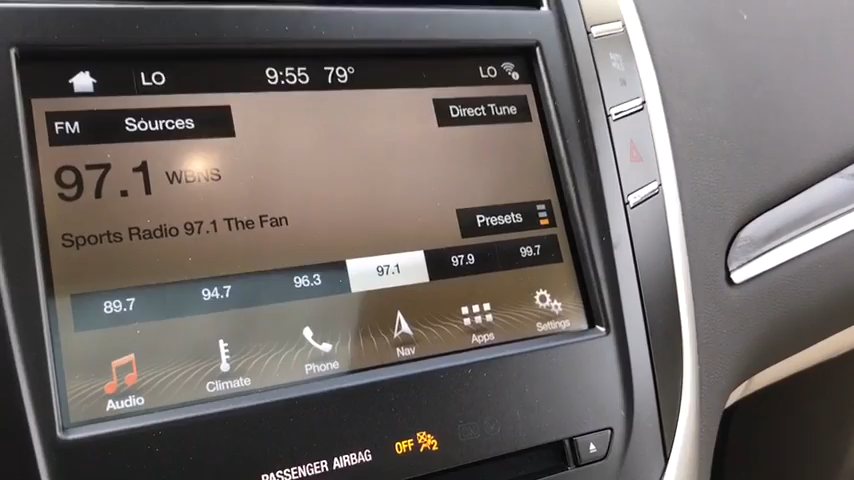 LO 9:55 79° LO
FM Sources Direct Tune
97.1 WBNS
Sports Radio 97.1 The Fan
Presets
89.7 94.7 96.3 97.1 97.9 99.7
Audio Climate Phone Nav Apps Settings
PASSENGER AIRBAG OFF 2